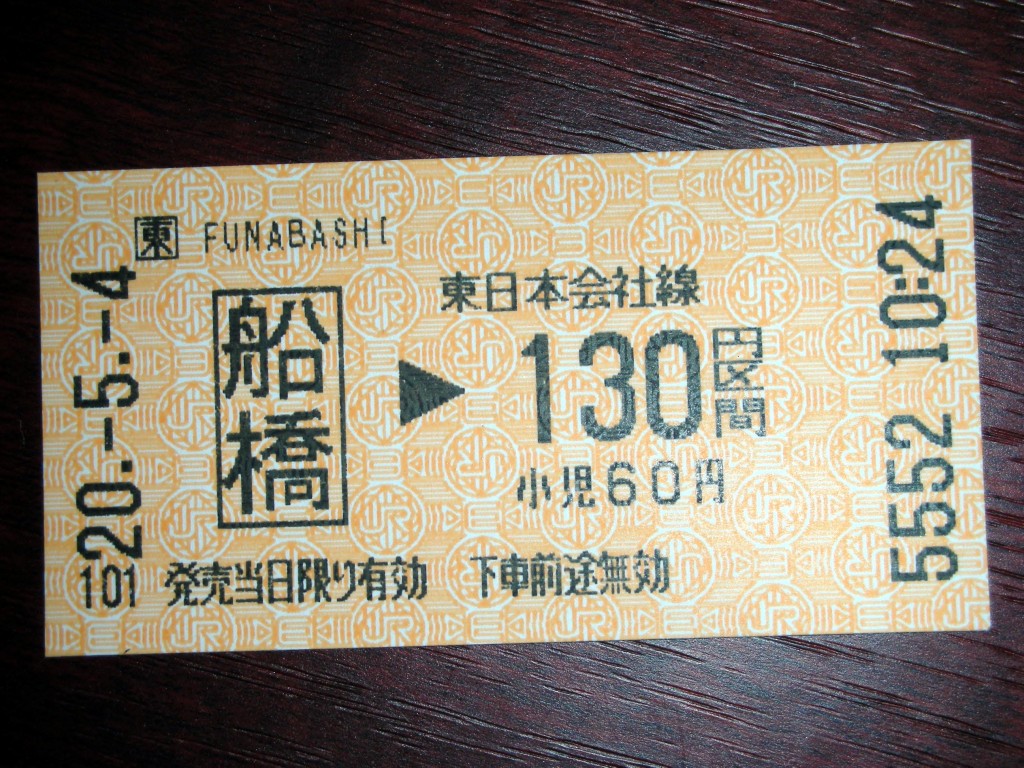 東 FUNABASHI
船橋
▶
東日本会社線
130円区間
小児60円
発売当日限り有効 下車前途無効
20.-5.-4
101
5552 10:24